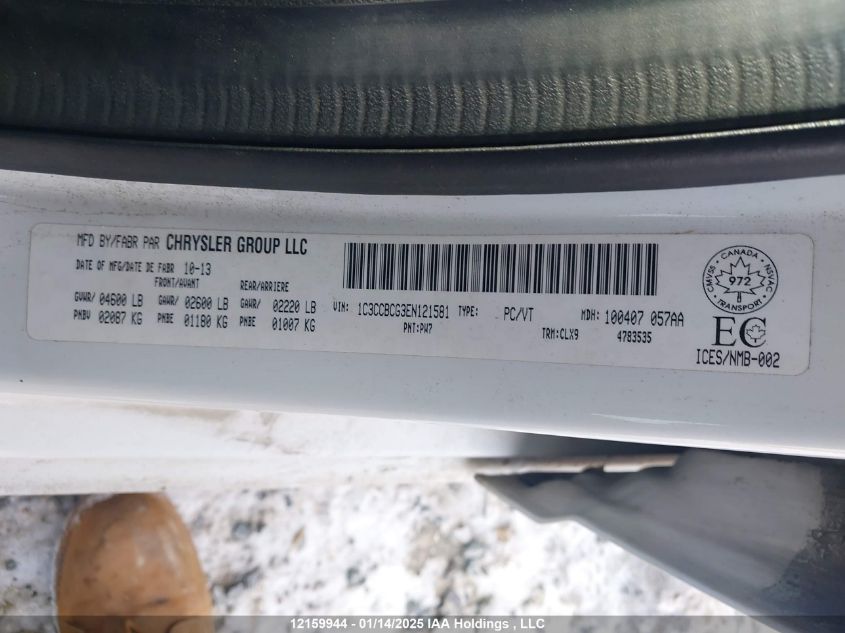 MFD BY/FABR PAR CHRYSLER GROUP LLC
DATE OF MFG/DATE DE FABR 10-13
FRONT/AVANT REAR/ARRIERE
GVWR/ 04600 LB GAWR/ 02600 LB GAWR/ 02220 LB
PNBV 02087 KG PNBE 01180 KG PNBE 01007 KG
VIN: 1C3CCBCG3EN121581 TYPE: PC/VT MDH: 100407 057AA
PNT:PW7 TRM:CLX9 4783535
CANADA
CMVSS NSVAC
972
TRANSPORT
EC
ICES/NMB-002
12159944 - 01/14/2025 IAA Holdings , LLC